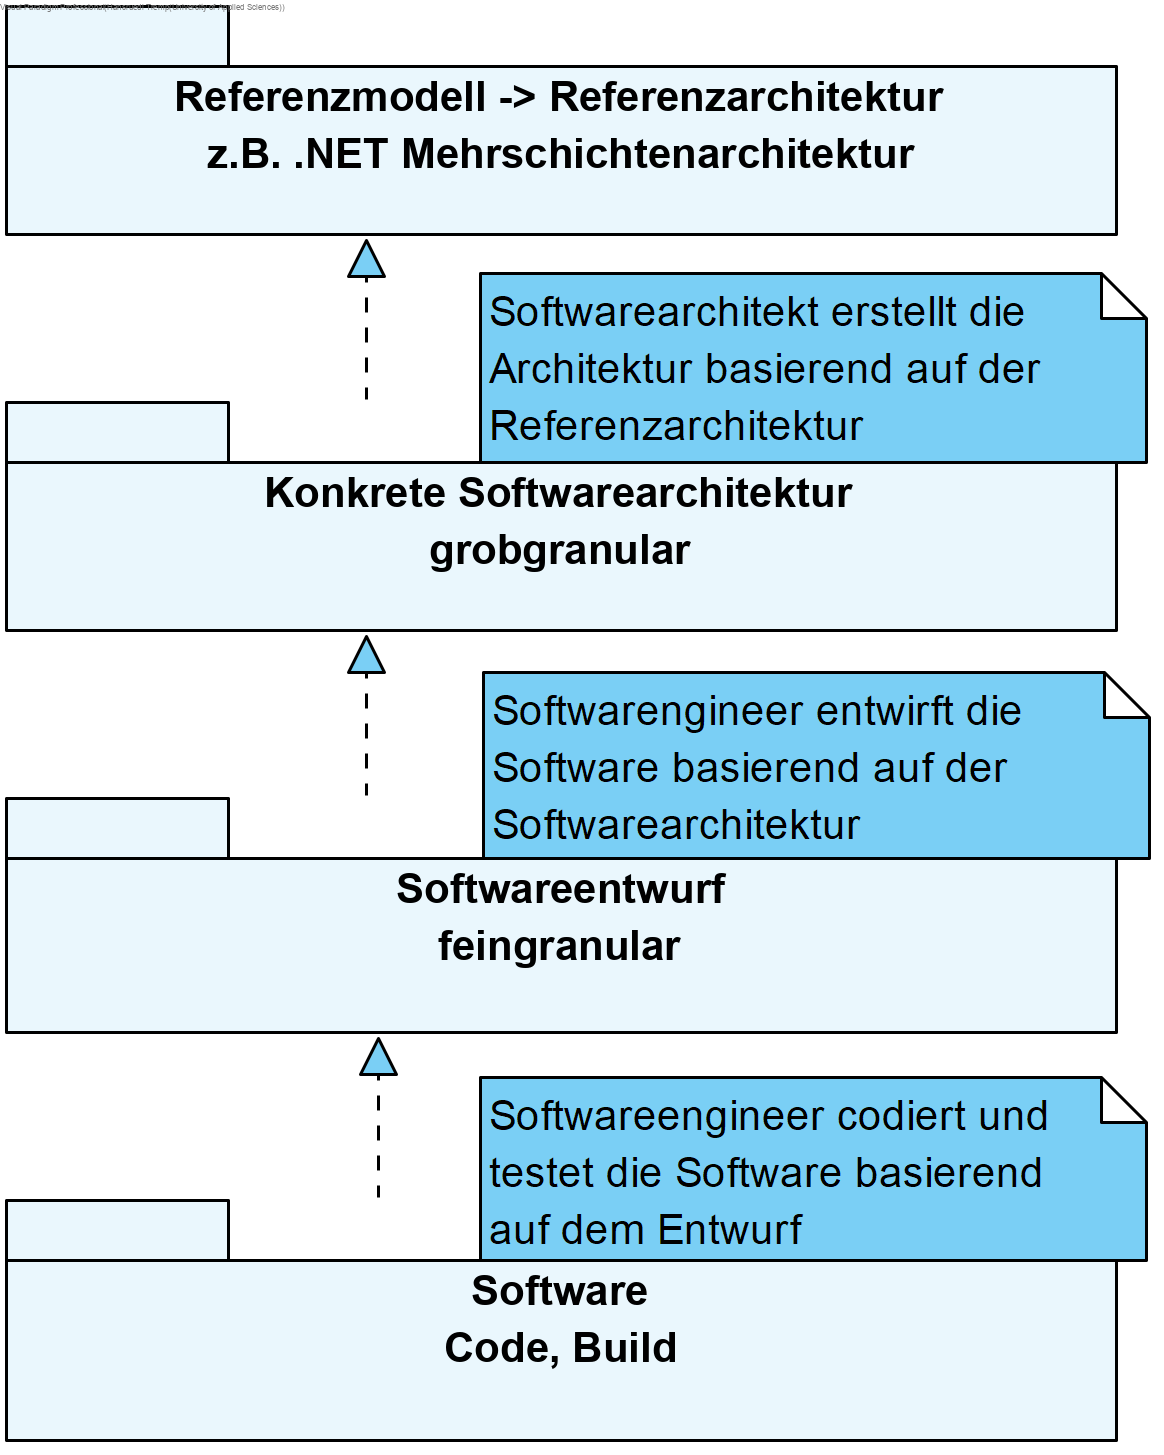 Referenzmodell -> Referenzarchitektur
z.B. .NET Mehrschichtenarchitektur
Softwarearchitekt erstellt die
Architektur basierend auf der
Referenzarchitektur
Konkrete Softwarearchitektur
grobgranular
Softwarengineer entwirft die
Software basierend auf der
Softwarearchitektur
Softwareentwurf
feingranular
Softwareengineer codiert und
testet die Software basierend
auf dem Entwurf
Software
Code, Build